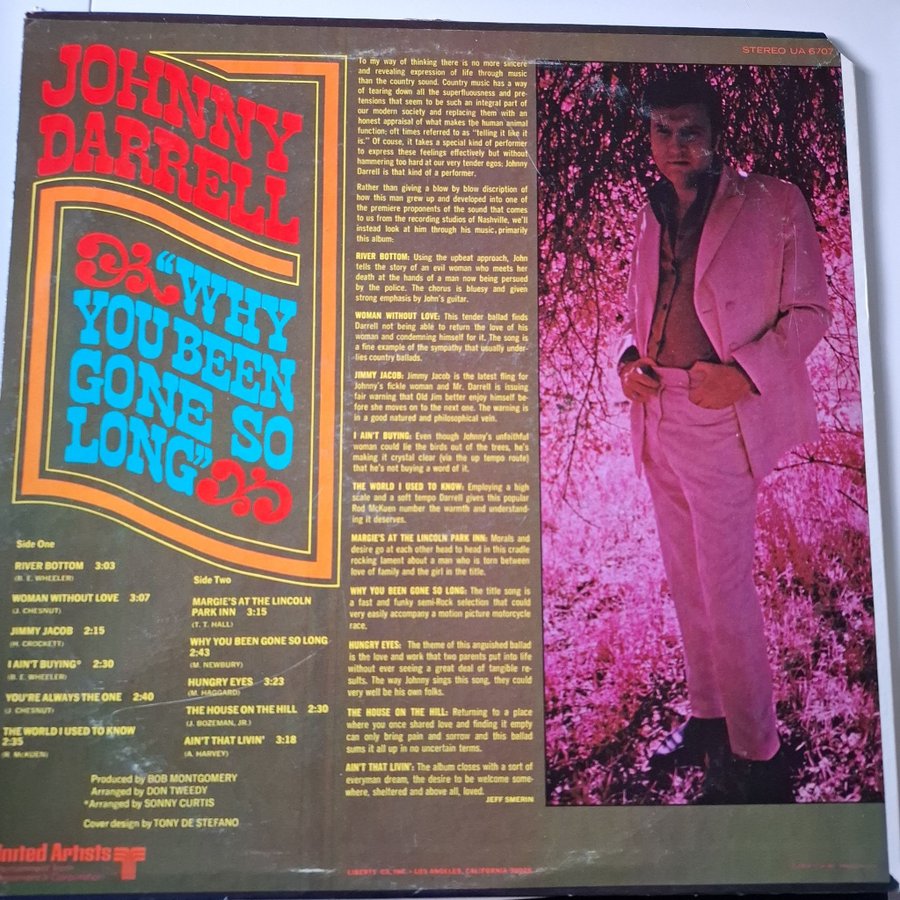 JOHNNY
DARRELL
"WHY
YOU BEEN
GONE SO
LONG"
Side One
RIVER BOTTOM 3:03
(B. E. WHEELER)
WOMAN WITHOUT LOVE 3:07
(J. CHESNUT)
JIMMY JACOB 2:15
(H. CROCKETT)
I AIN'T BUYING* 2:30
(B. E. WHEELER)
YOU'RE ALWAYS THE ONE 2:40
(J. CHESNUT)
THE WORLD I USED TO KNOW
2:35
(R. McKUEN)
Side Two
MARGIE'S AT THE LINCOLN
PARK INN 3:15
(T. T. HALL)
WHY YOU BEEN GONE SO LONG
2:43
(M. NEWBURY)
HUNGRY EYES 3:23
(M. HAGGARD)
THE HOUSE ON THE HILL 2:30
(J. BOZEMAN, JR.)
AIN'T THAT LIVIN' 3:18
(A. HARVEY)
Produced by BOB MONTGOMERY
Arranged by DON TWEEDY
*Arranged by SONNY CURTIS
Cover design by TONY DE STEFANO
United Artists
To my way of thinking there is no more sincere
and revealing expression of life through music
than the country sound. Country music has a way
of tearing down all the superfluousness and pre-
tensions that seem to be such an integral part of
our modern society and replacing them with an
honest appraisal of what makes the human animal
function; oft times referred to as "telling it like it
is." Of couse, it takes a special kind of performer
to express these feelings effectively but without
hammering too hard at our very tender egos; Johnny
Darrell is that kind of a performer.
Rather than giving a blow by blow discription of
how this man grew up and developed into one of
the premiere proponents of the sound that comes
to us from the recording studios of Nashville, we'll
instead look at him through his music, primarily
this album:
RIVER BOTTOM: Using the upbeat approach, John
tells the story of an evil woman who meets her
death at the hands of a man now being persued
by the police. The chorus is bluesy and given
strong emphasis by John's guitar.
WOMAN WITHOUT LOVE: This tender ballad finds
Darrell not being able to return the love of his
woman and condemning himself for it. The song is
a fine example of the sympathy that usually under-
lies country ballads.
JIMMY JACOB: Jimmy Jacob is the latest fling for
Johnny's fickle woman and Mr. Darrell is issuing
fair warning that Old Jim better enjoy himself be-
fore she moves on to the next one. The warning is
in a good natured and philosophical vein.
I AIN'T BUYING: Even though Johnny's unfaithful
woman could lie the birds out of the trees, he's
making it crystal clear (via the up tempo route)
that he's not buying a word of it.
THE WORLD I USED TO KNOW: Employing a high
scale and a soft tempo Darrell gives this popular
Rod McKuen number the warmth and understand-
ing it deserves.
MARGIE'S AT THE LINCOLN PARK INN: Morals and
desire go at each other head to head in this cradle
rocking lament about a man who is torn between
love of family and the girl in the title.
WHY YOU BEEN GONE SO LONG: The title song is
a fast and funky semi-Rock selection that could
very easily accompany a motion picture motorcycle
race.
HUNGRY EYES: The theme of this anguished ballad
is the love and work that two parents put into life
without ever seeing a great deal of tangible re-
sults. The way Johnny sings this song, they could
very well be his own folks.
THE HOUSE ON THE HILL: Returning to a place
where you once shared love and finding it empty
can only bring pain and sorrow and this ballad
sums it all up in no uncertain terms.
AIN'T THAT LIVIN': The album closes with a sort of
everyman dream, the desire to be welcome some-
where, sheltered and above all, loved.
JEFF SMERIN
LIBERTY CO, INC. • LOS ANGELES, CALIFORNIA
STEREO UA 6707